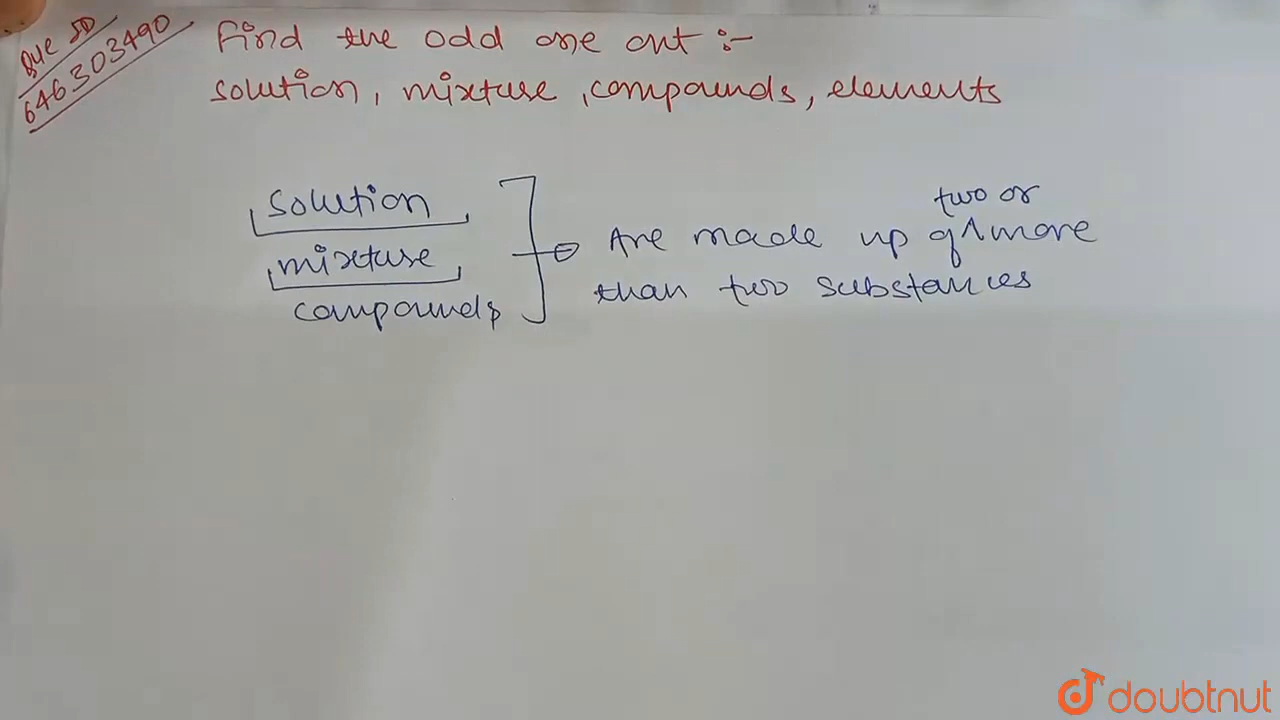 Que ID
646303490
Find the odd one out :-
solution, mixture, compounds, elements
solution
mixture
compounds
two or
Are made up of ^ more
than two substances
doubtnut